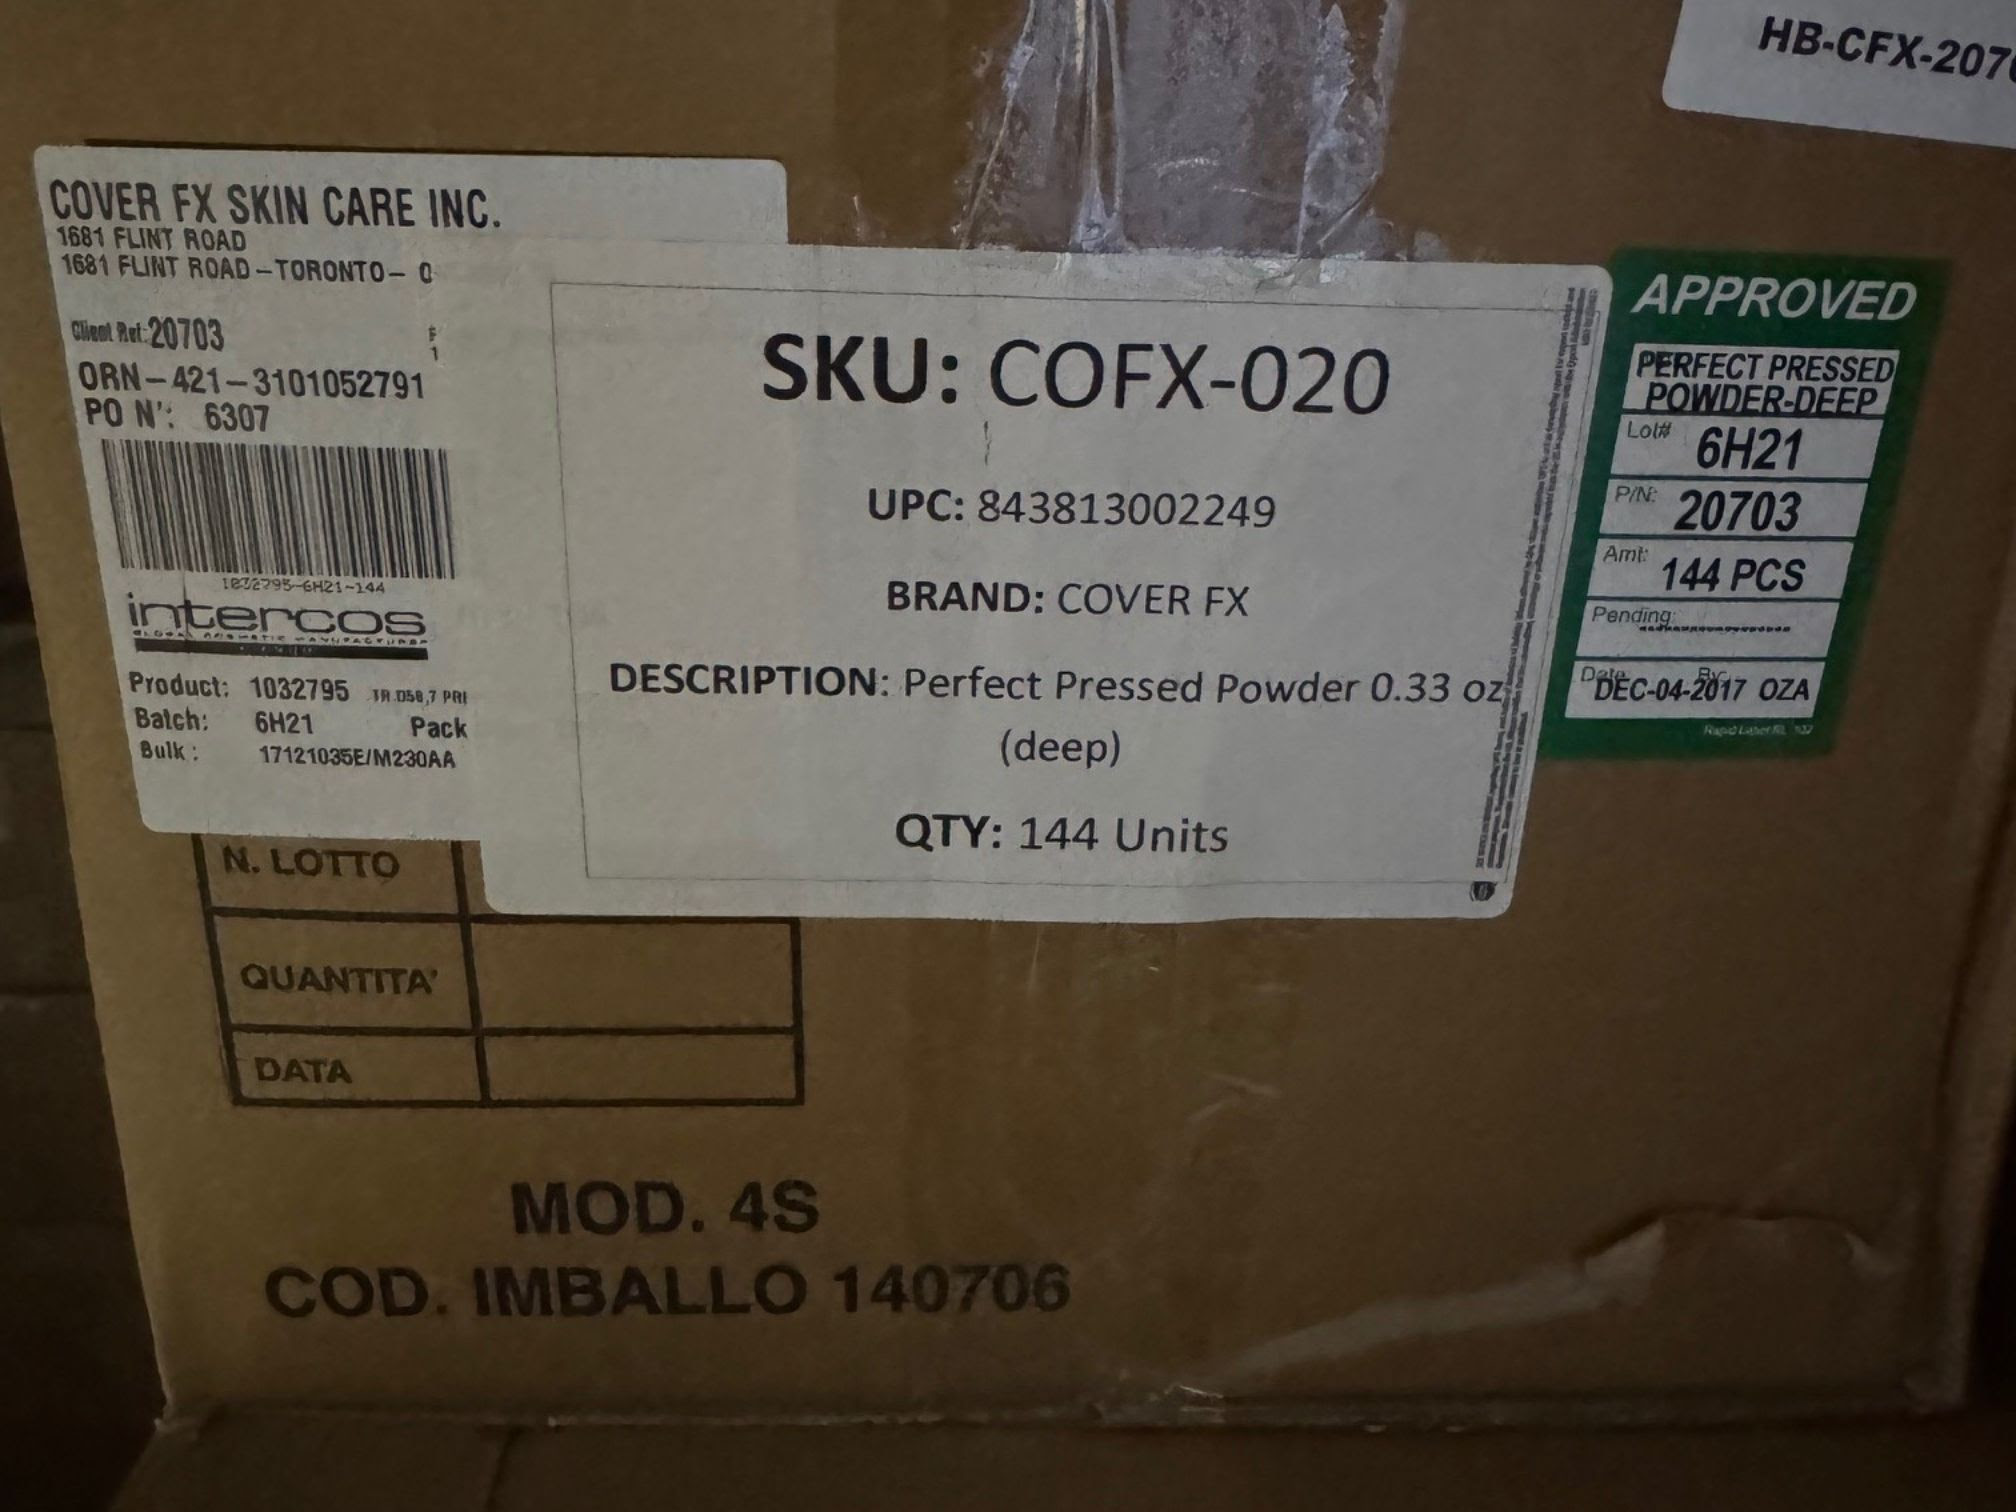 HB-CFX-207
COVER FX SKIN CARE INC.
1681 FLINT ROAD
1681 FLINT ROAD-TORONTO-
Client Ref: 20703
ORN-421-3101052791
PO N': 6307
1032795-6H21-144
intercos
Product: 1032795 TR.D58,7 PRI
Batch: 6H21 Pack
Bulk: 17121035E/M230AA
SKU: COFX-020
UPC: 843813002249
BRAND: COVER FX
DESCRIPTION: Perfect Pressed Powder 0.33 oz
(deep)
QTY: 144 Units
APPROVED
PERFECT PRESSED
POWDER-DEEP
Lot# 6H21
P/N: 20703
Amt: 144 PCS
Pending:
Date By:
DEC-04-2017 OZA
N. LOTTO
QUANTITA'
DATA
MOD. 4S
COD. IMBALLO 140706